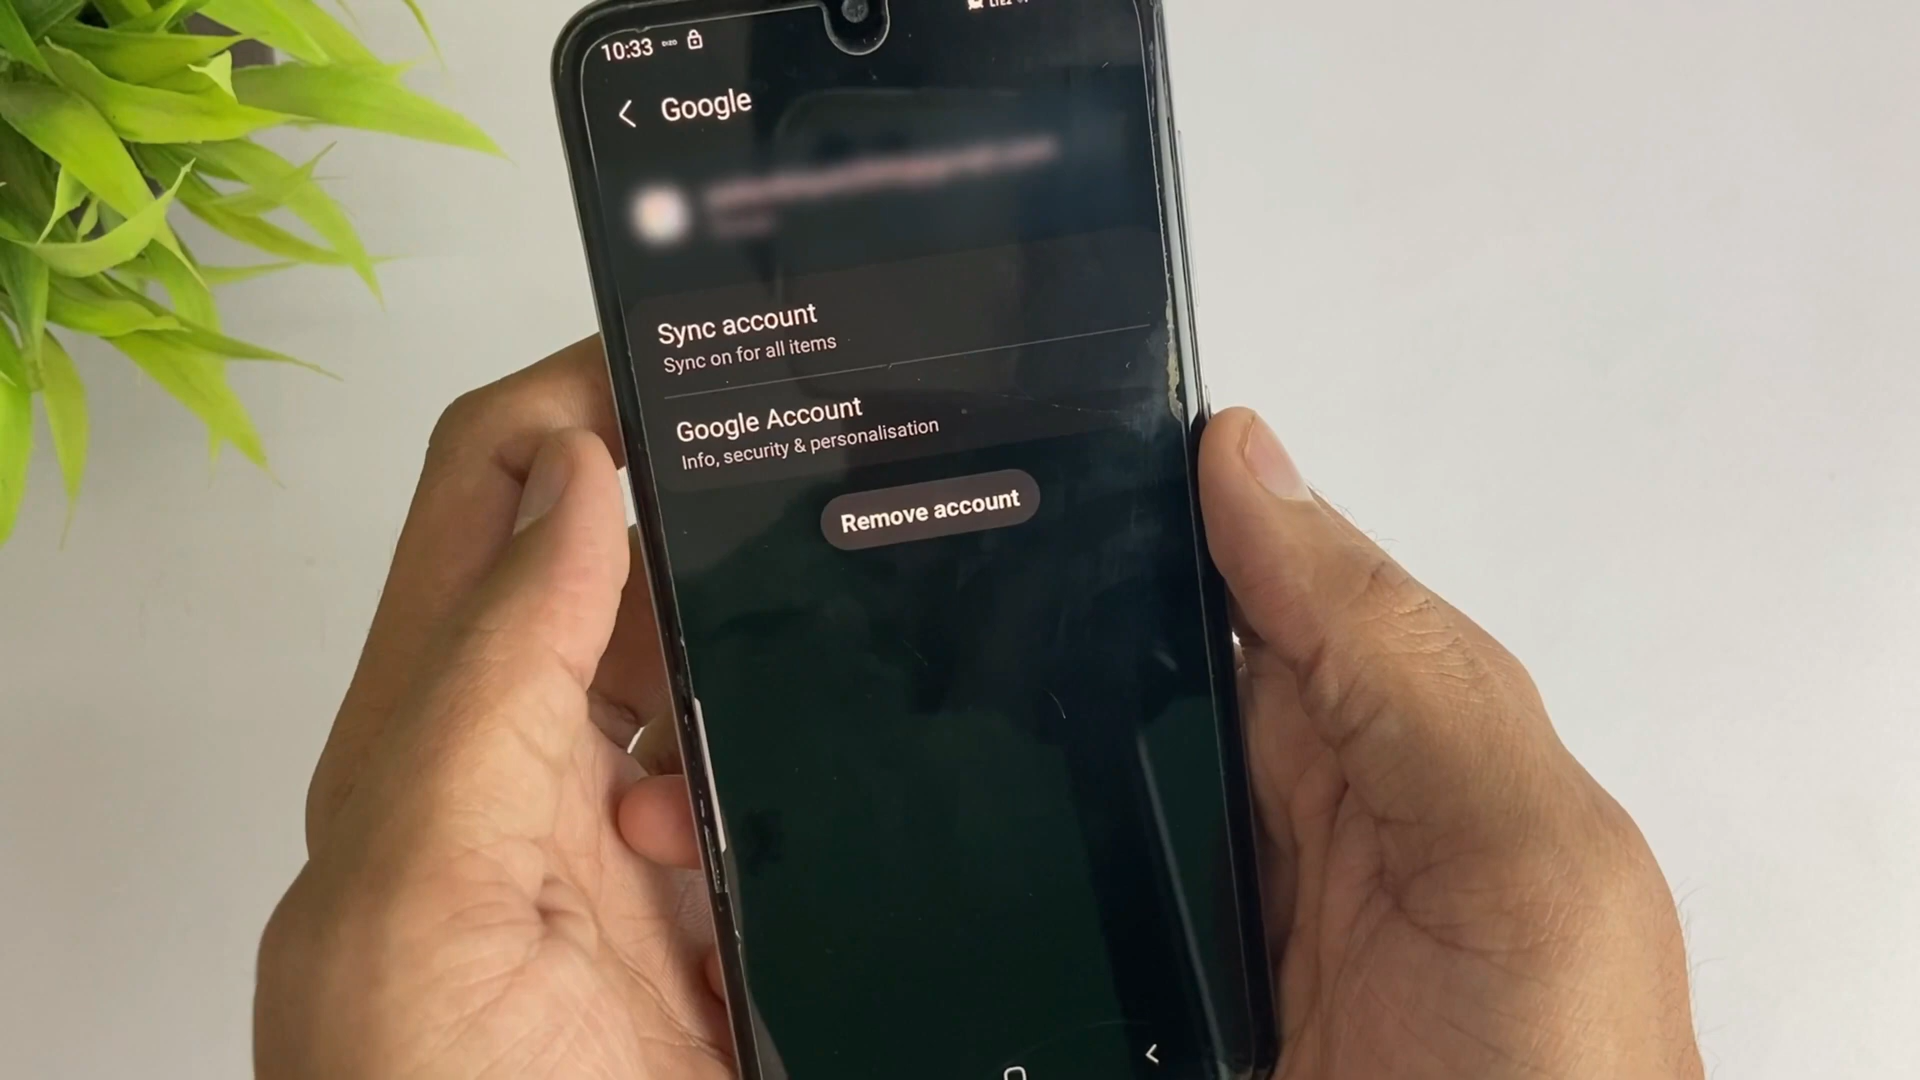 10:33
Google
Sync account
Sync on for all items
Google Account
Info, security & personalisation
Remove account